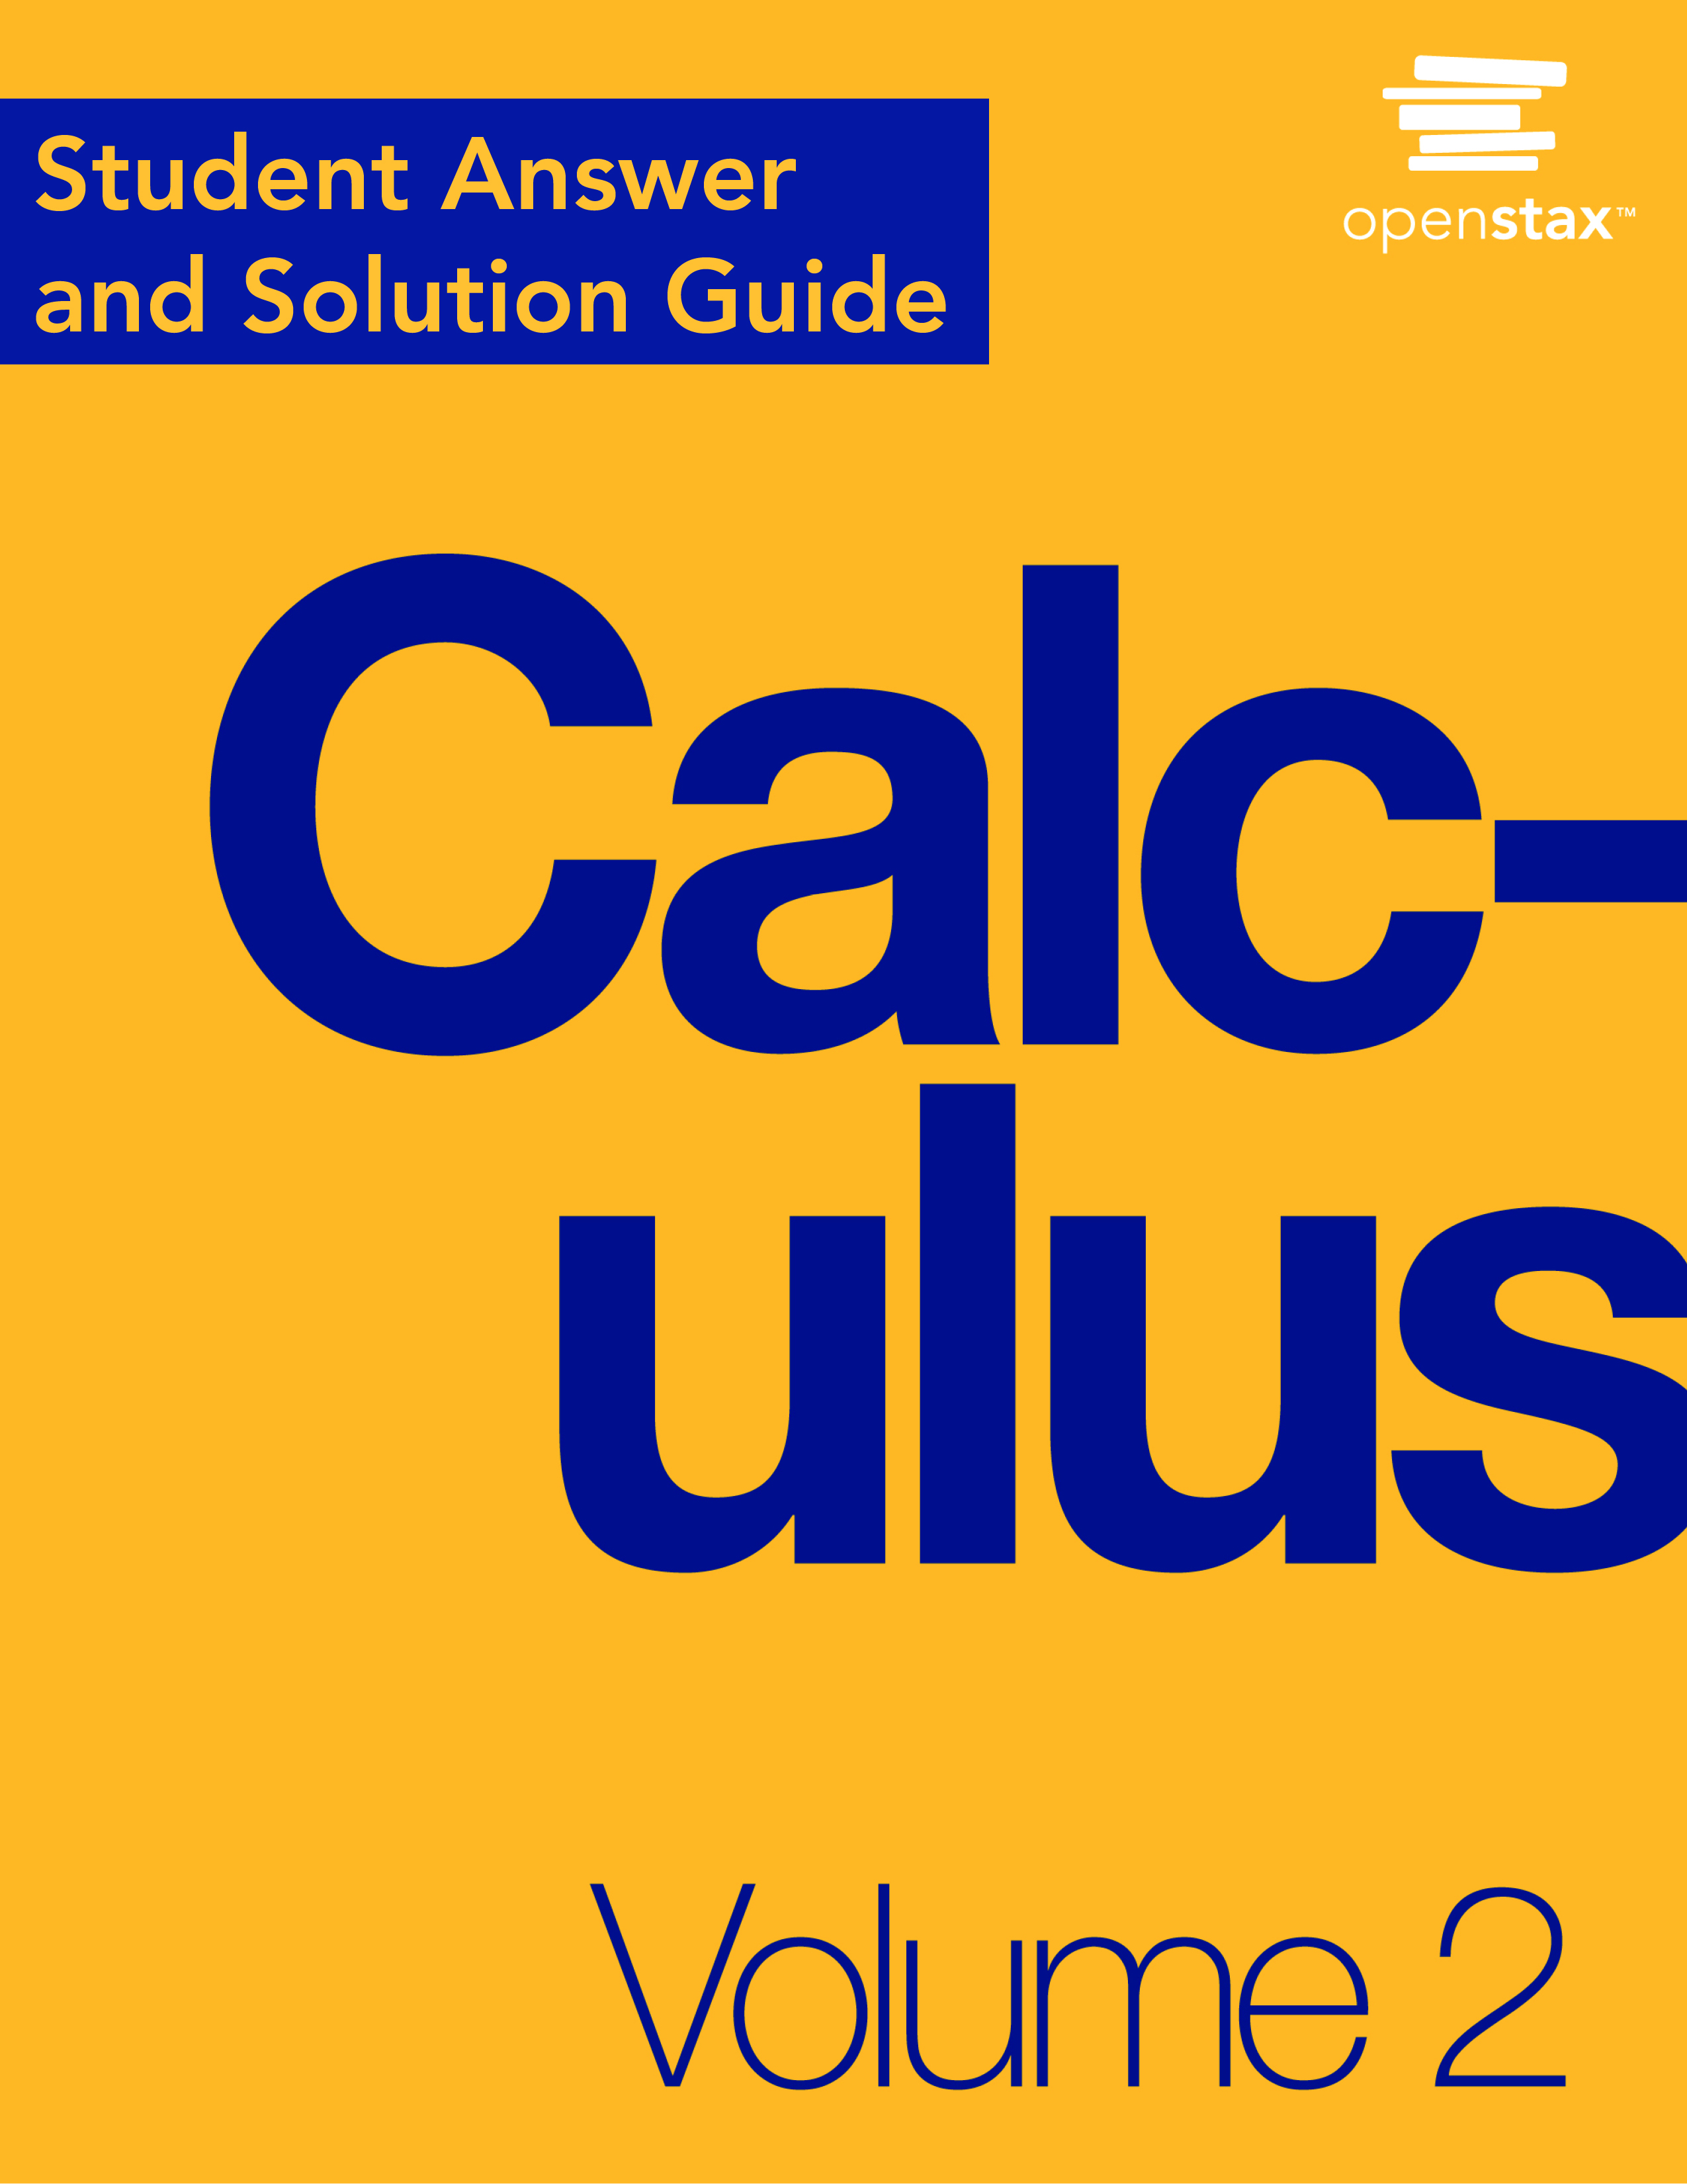 Student Answer
and Solution Guide
openstax™
Calc-
ulus
Volume 2